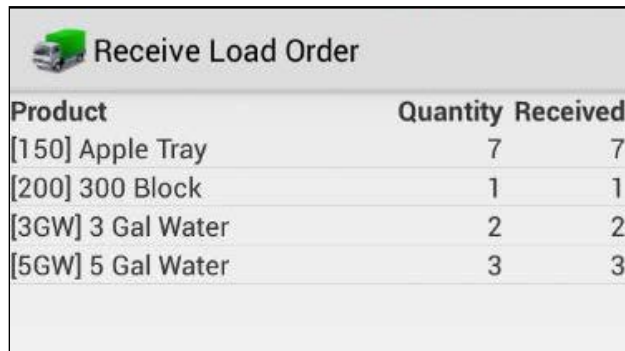 Receive Load Order
Product Quantity Received
[150] Apple Tray 7 7
[200] 300 Block 1 1
[3GW] 3 Gal Water 2 2
[5GW] 5 Gal Water 3 3